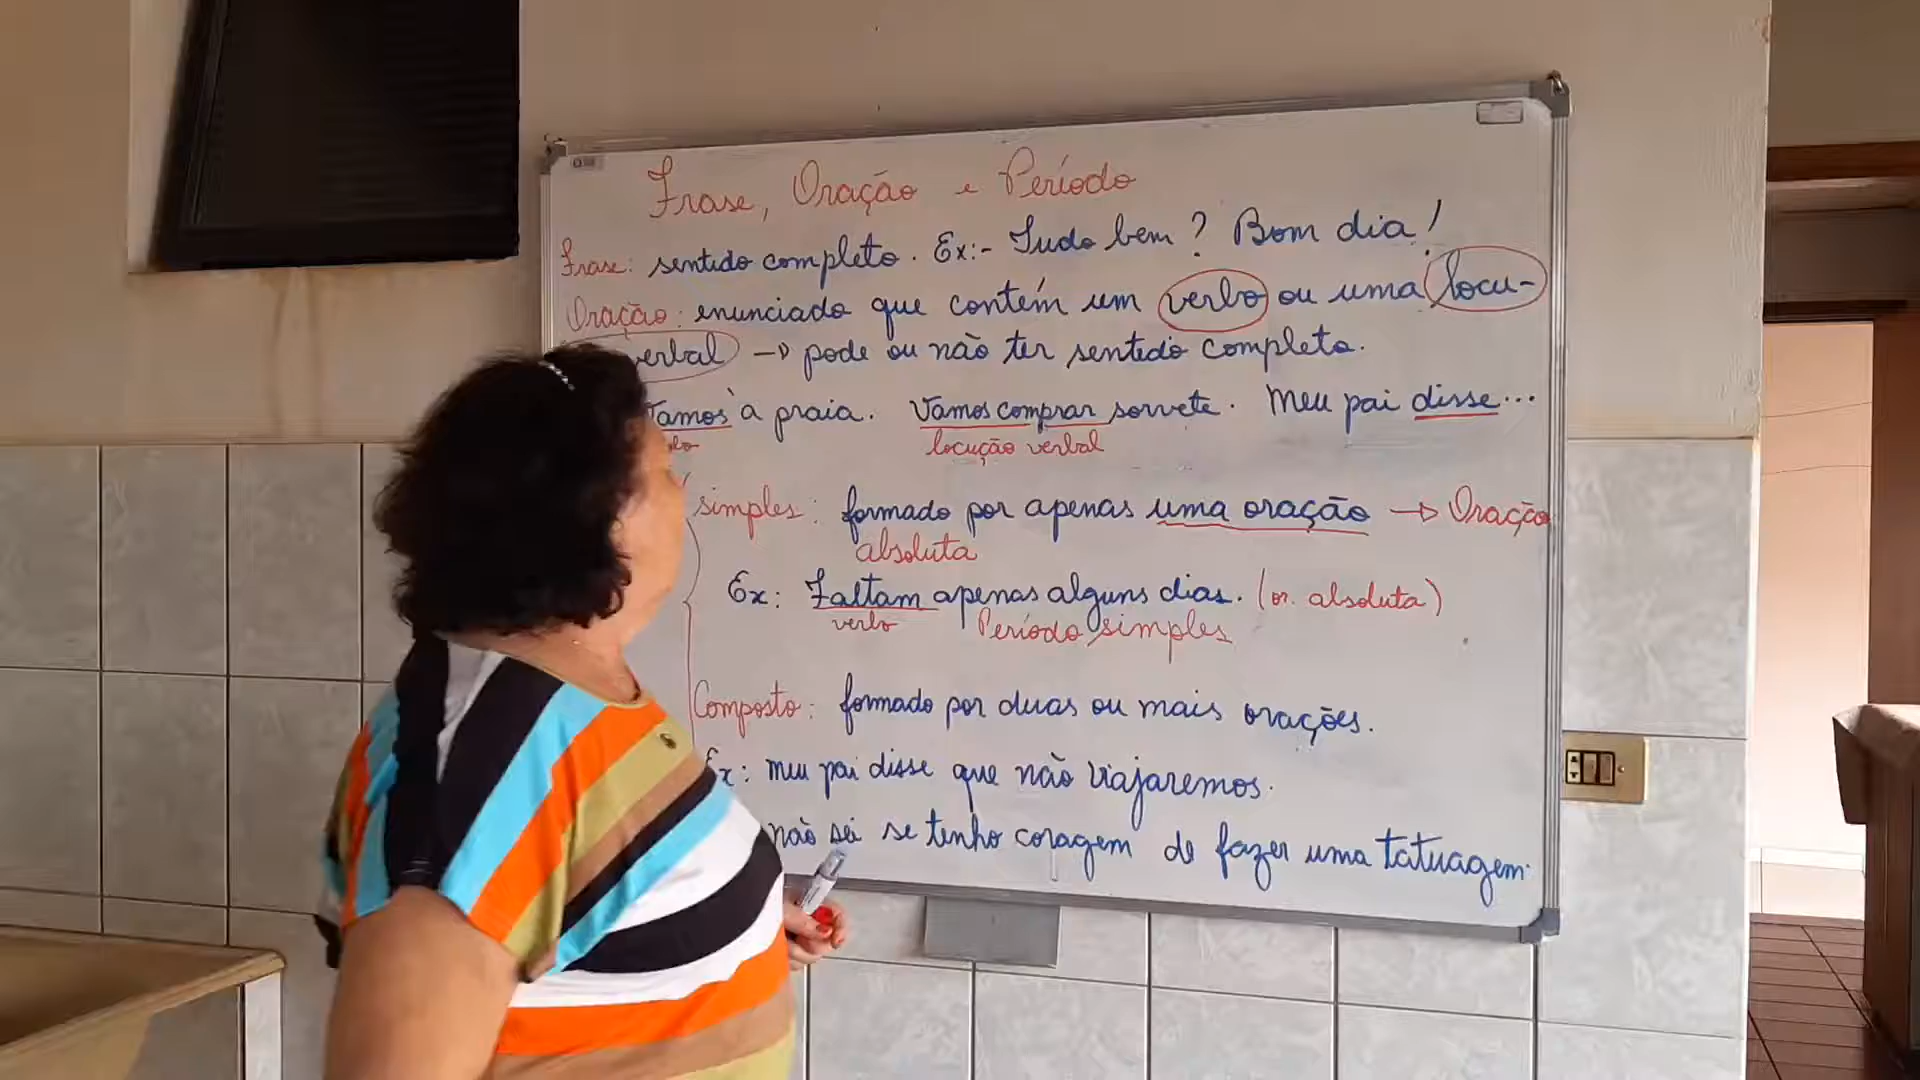 Frase, Oração e Período
Frase: sentido completo. Ex:- Tudo bem? Bom dia!
Oração: enunciado que contém um verbo ou uma locu-
verbal → pode ou não ter sentido completo.
tamos à praia. Vamos comprar sorvete. Meu pai disse...
locução verbal
simples: formado por apenas uma oração → Oração
absoluta
Ex: Faltam apenas alguns dias. (or. absoluta)
verbo Período simples
Composto: formado por duas ou mais orações.
Ex: meu pai disse que não viajaremos.
não sei se tenho coragem de fazer uma tatuagem.